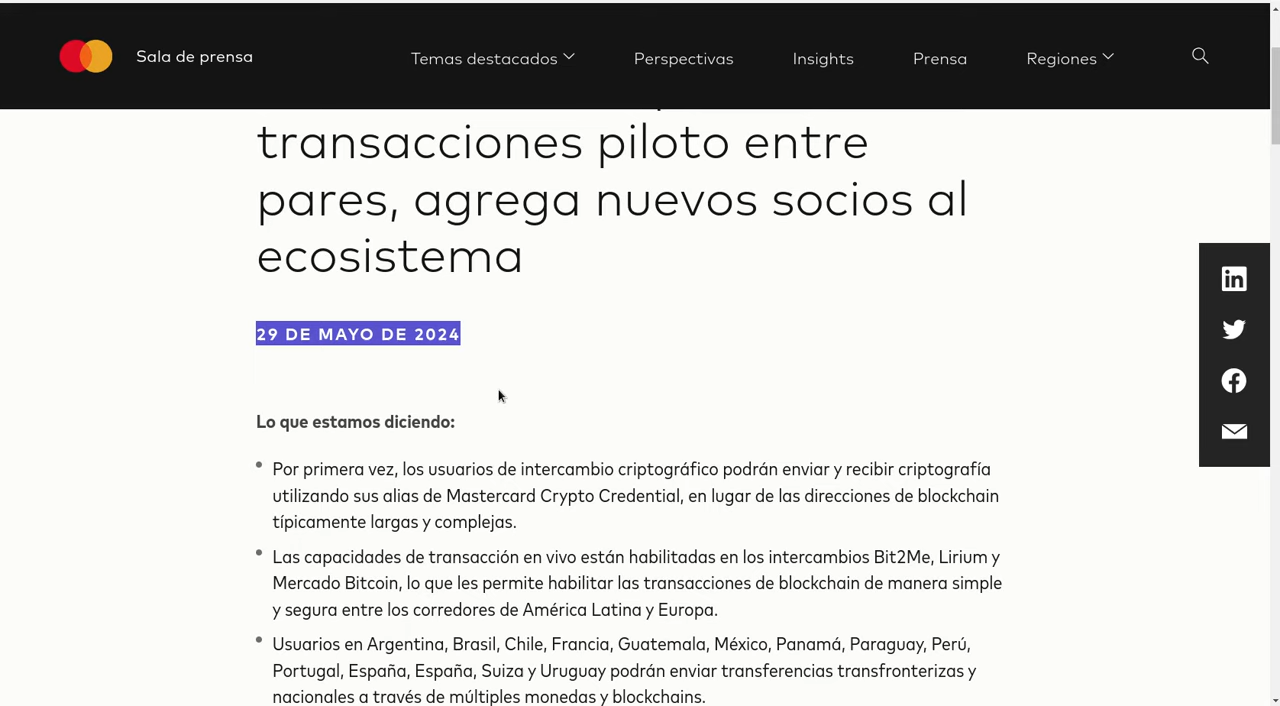 Sala de prensa
Temas destacados
Perspectivas
Insights
Prensa
Regiones
transacciones piloto entre
pares, agrega nuevos socios al
ecosistema
29 DE MAYO DE 2024
Lo que estamos diciendo:
Por primera vez, los usuarios de intercambio criptográfico podrán enviar y recibir criptografía
utilizando sus alias de Mastercard Crypto Credential, en lugar de las direcciones de blockchain
típicamente largas y complejas.
Las capacidades de transacción en vivo están habilitadas en los intercambios Bit2Me, Lirium y
Mercado Bitcoin, lo que les permite habilitar las transacciones de blockchain de manera simple
y segura entre los corredores de América Latina y Europa.
Usuarios en Argentina, Brasil, Chile, Francia, Guatemala, México, Panamá, Paraguay, Perú,
Portugal, España, España, Suiza y Uruguay podrán enviar transferencias transfronterizas y
nacionales a través de múltiples monedas y blockchains.